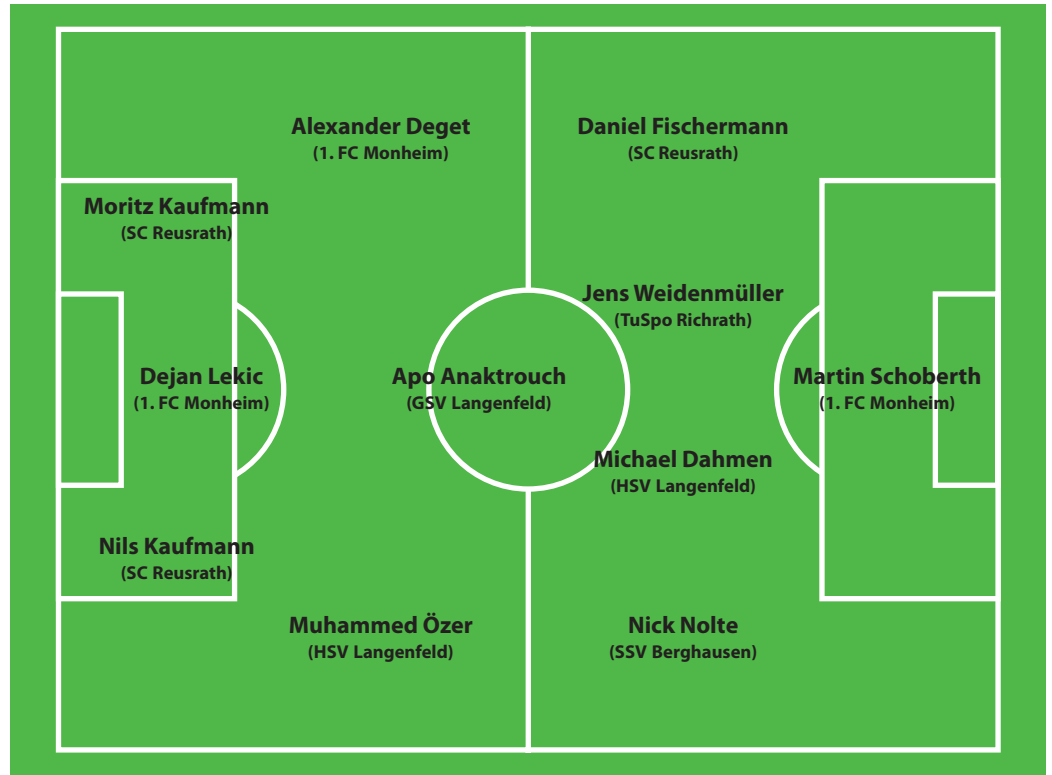 Alexander Deget
(1. FC Monheim)
Daniel Fischermann
(SC Reusrath)
Moritz Kaufmann
(SC Reusrath)
Jens Weidenmüller
(TuSpo Richrath)
Dejan Lekic
(1. FC Monheim)
Apo Anaktrouch
(GSV Langenfeld)
Martin Schoberth
(1. FC Monheim)
Michael Dahmen
(HSV Langenfeld)
Nils Kaufmann
(SC Reusrath)
Muhammed Özer
(HSV Langenfeld)
Nick Nolte
(SSV Berghausen)